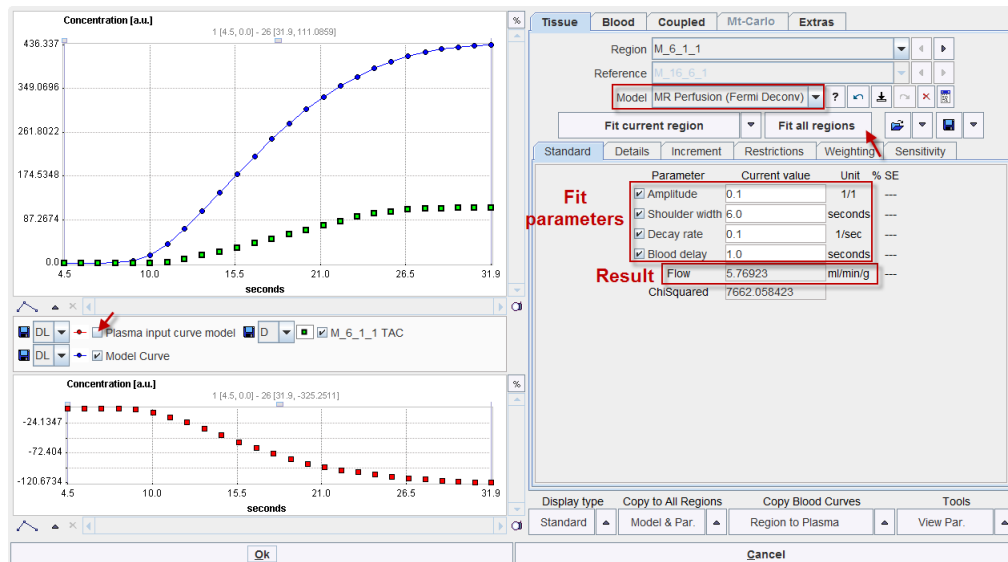 Concentration [a.u.]
1 [4.5, 0.0] - 26 [31.9, 111.0859]
%
436.337
349.0696
261.8022
174.5348
87.2674
0.0
4.5 10.0 15.5 21.0 26.5 31.9
seconds
DL Plasma input curve model D M_6_1_1 TAC
DL Model Curve
Concentration [a.u.]
1 [4.5, 0.0] - 26 [31.9, -325.2511]
%
-24.1347
-72.404
-120.6734
4.5 10.0 15.5 21.0 26.5 31.9
seconds
Ok
Tissue Blood Coupled Mt-Carlo Extras
Region M_6_1_1
Reference M_16_6_1
Model MR Perfusion (Fermi Deconv) ?
Fit current region Fit all regions
Standard Details Increment Restrictions Weighting Sensitivity
Parameter Current value Unit % SE
Fit parameters
Amplitude 0.1 1/1 ---
Shoulder width 6.0 seconds ---
Decay rate 0.1 1/sec ---
Blood delay 1.0 seconds ---
Result
Flow 5.76923 ml/min/g ---
ChiSquared 7662.058423
Display type Copy to All Regions Copy Blood Curves Tools
Standard Model & Par. Region to Plasma View Par.
Cancel